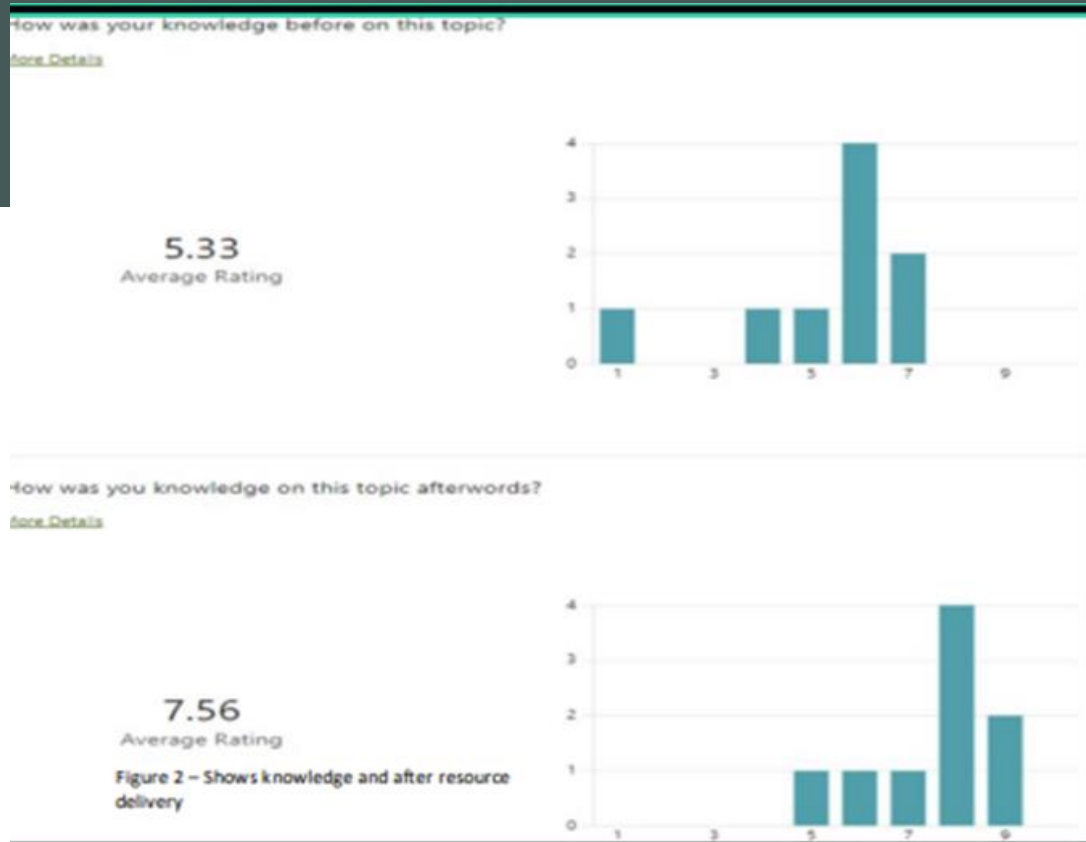 How was your knowledge before on this topic?
More Details
5.33
Average Rating
4
3
2
1
0
1 3 5 7 9
How was you knowledge on this topic afterwords?
More Details
7.56
Average Rating
Figure 2 – Shows knowledge and after resource
delivery
4
3
2
1
0
1 3 5 7 9